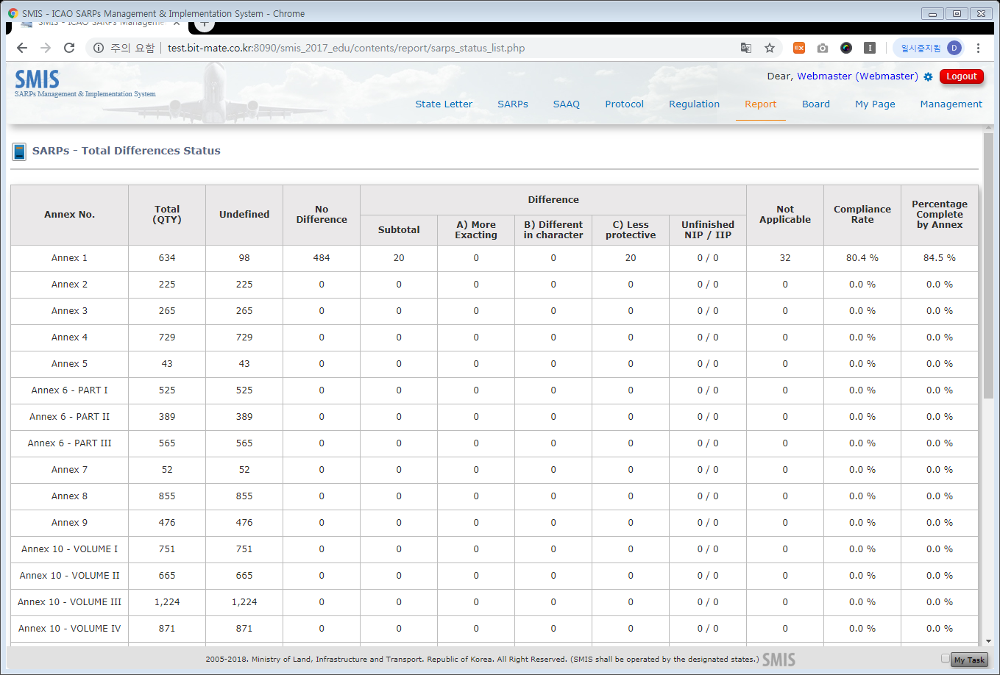 SMIS - ICAO SARPs Management & Implementation System - Chrome
SMIS - ICAO SARPs Manageme
주의 요함 test.bit-mate.co.kr:8090/smis_2017_edu/contents/report/sarps_status_list.php
일시중지됨 D
SMIS
SARPs Management & Implementation System
Dear, Webmaster (Webmaster) Logout
State Letter SARPs SAAQ Protocol Regulation Report Board My Page Management
SARPs - Total Differences Status
Annex No. Total (QTY) Undefined No Difference Difference Not Applicable Compliance Rate Percentage Complete by Annex
Subtotal A) More Exacting B) Different in character C) Less protective Unfinished NIP / IIP
Annex 1 634 98 484 20 0 0 20 0 / 0 32 80.4 % 84.5 %
Annex 2 225 225 0 0 0 0 0 0 / 0 0 0.0 % 0.0 %
Annex 3 265 265 0 0 0 0 0 0 / 0 0 0.0 % 0.0 %
Annex 4 729 729 0 0 0 0 0 0 / 0 0 0.0 % 0.0 %
Annex 5 43 43 0 0 0 0 0 0 / 0 0 0.0 % 0.0 %
Annex 6 - PART I 525 525 0 0 0 0 0 0 / 0 0 0.0 % 0.0 %
Annex 6 - PART II 389 389 0 0 0 0 0 0 / 0 0 0.0 % 0.0 %
Annex 6 - PART III 565 565 0 0 0 0 0 0 / 0 0 0.0 % 0.0 %
Annex 7 52 52 0 0 0 0 0 0 / 0 0 0.0 % 0.0 %
Annex 8 855 855 0 0 0 0 0 0 / 0 0 0.0 % 0.0 %
Annex 9 476 476 0 0 0 0 0 0 / 0 0 0.0 % 0.0 %
Annex 10 - VOLUME I 751 751 0 0 0 0 0 0 / 0 0 0.0 % 0.0 %
Annex 10 - VOLUME II 665 665 0 0 0 0 0 0 / 0 0 0.0 % 0.0 %
Annex 10 - VOLUME III 1,224 1,224 0 0 0 0 0 0 / 0 0 0.0 % 0.0 %
Annex 10 - VOLUME IV 871 871 0 0 0 0 0 0 / 0 0 0.0 % 0.0 %
2005-2018. Ministry of Land, Infrastructure and Transport. Republic of Korea. All Right Reserved. (SMIS shall be operated by the designated states.) SMIS
My Task